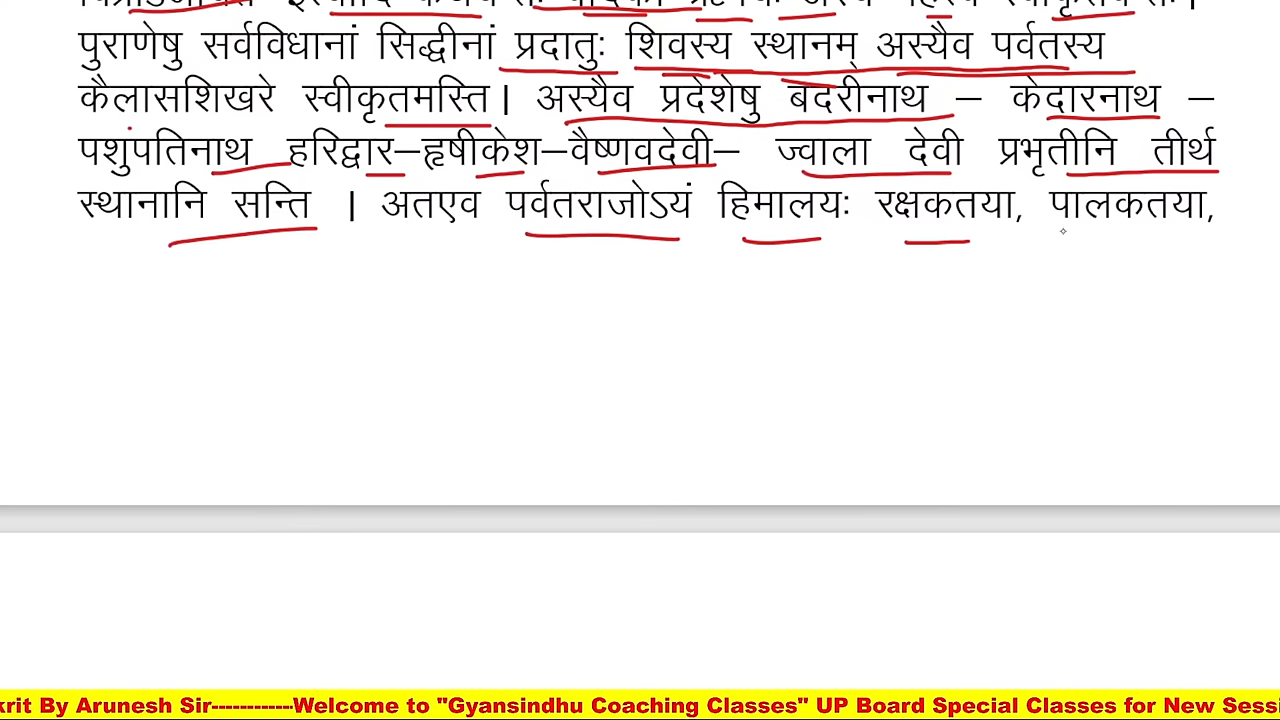 पुराणेषु सर्वविधानां सिद्धीनां प्रदातुः शिवस्य स्थानम् अस्यैव पर्वतस्य
कैलासशिखरे स्वीकृतमस्ति। अस्यैव प्रदेशेषु बदरीनाथ – केदारनाथ –
पशुपतिनाथ हरिद्वार–हृषीकेश–वैष्णवदेवी– ज्वाला देवी प्रभृतीनि तीर्थ
स्थानानि सन्ति । अतएव पर्वतराजोऽयं हिमालयः रक्षकतया, पालकतया,
krit By Arunesh Sir-----------Welcome to "Gyansindhu Coaching Classes" UP Board Special Classes for New Sessi